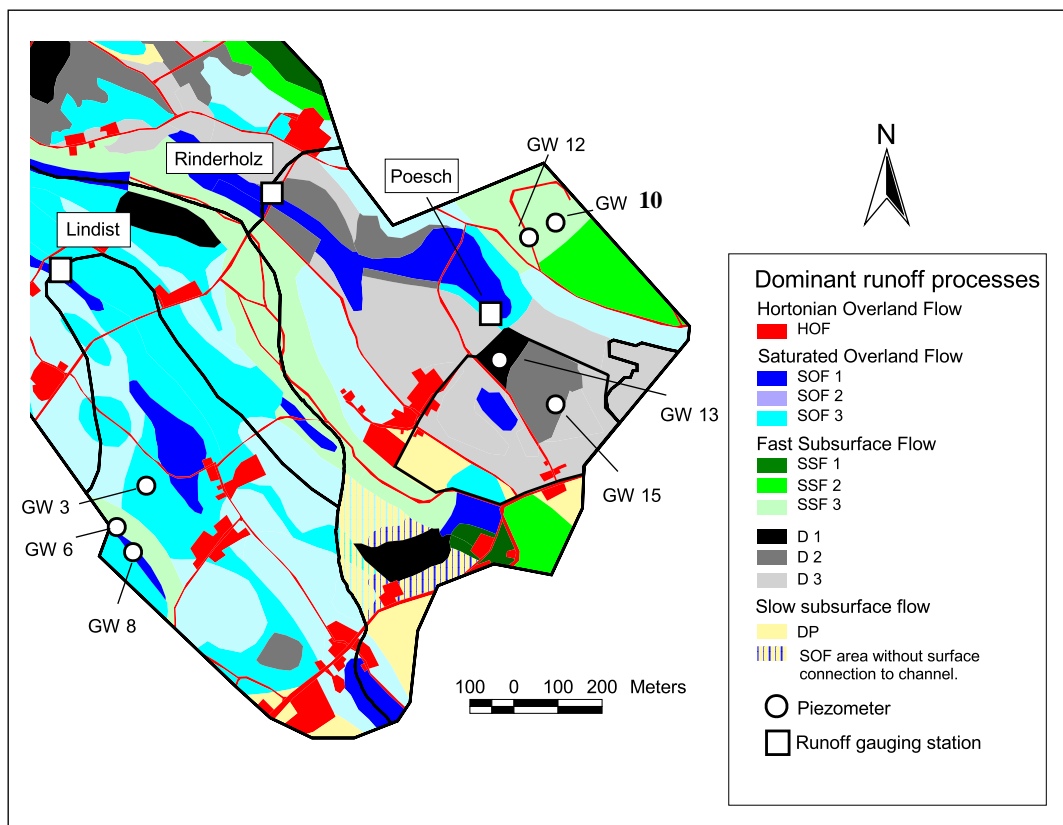 GW 12
Rinderholz
Poesch
GW 10
N
Lindist
GW 13
GW 15
GW 3
GW 6
GW 8
100 0 100 200 Meters
Dominant runoff processes
Hortonian Overland Flow
HOF
Saturated Overland Flow
SOF 1
SOF 2
SOF 3
Fast Subsurface Flow
SSF 1
SSF 2
SSF 3
D 1
D 2
D 3
Slow subsurface flow
DP
SOF area without surface
connection to channel.
Piezometer
Runoff gauging station